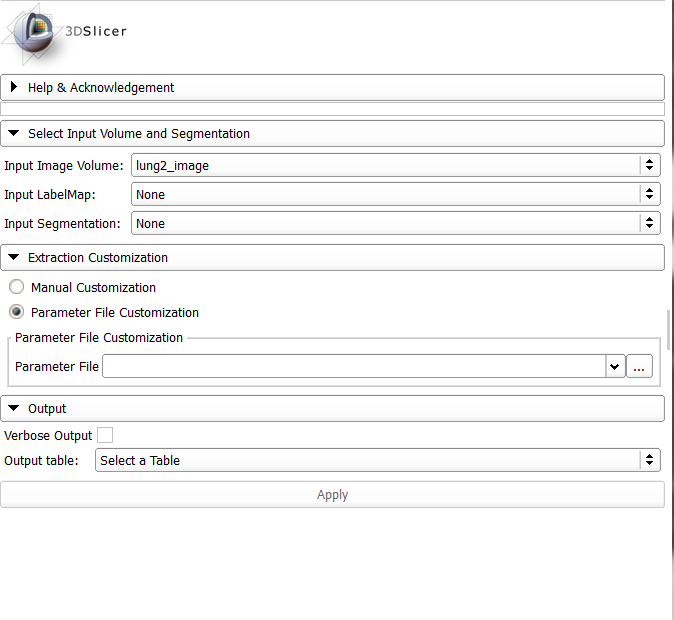 3DSlicer
Help & Acknowledgement
Select Input Volume and Segmentation
Input Image Volume: lung2_image
Input LabelMap: None
Input Segmentation: None
Extraction Customization
Manual Customization
Parameter File Customization
Parameter File Customization
Parameter File ...
Output
Verbose Output
Output table: Select a Table
Apply